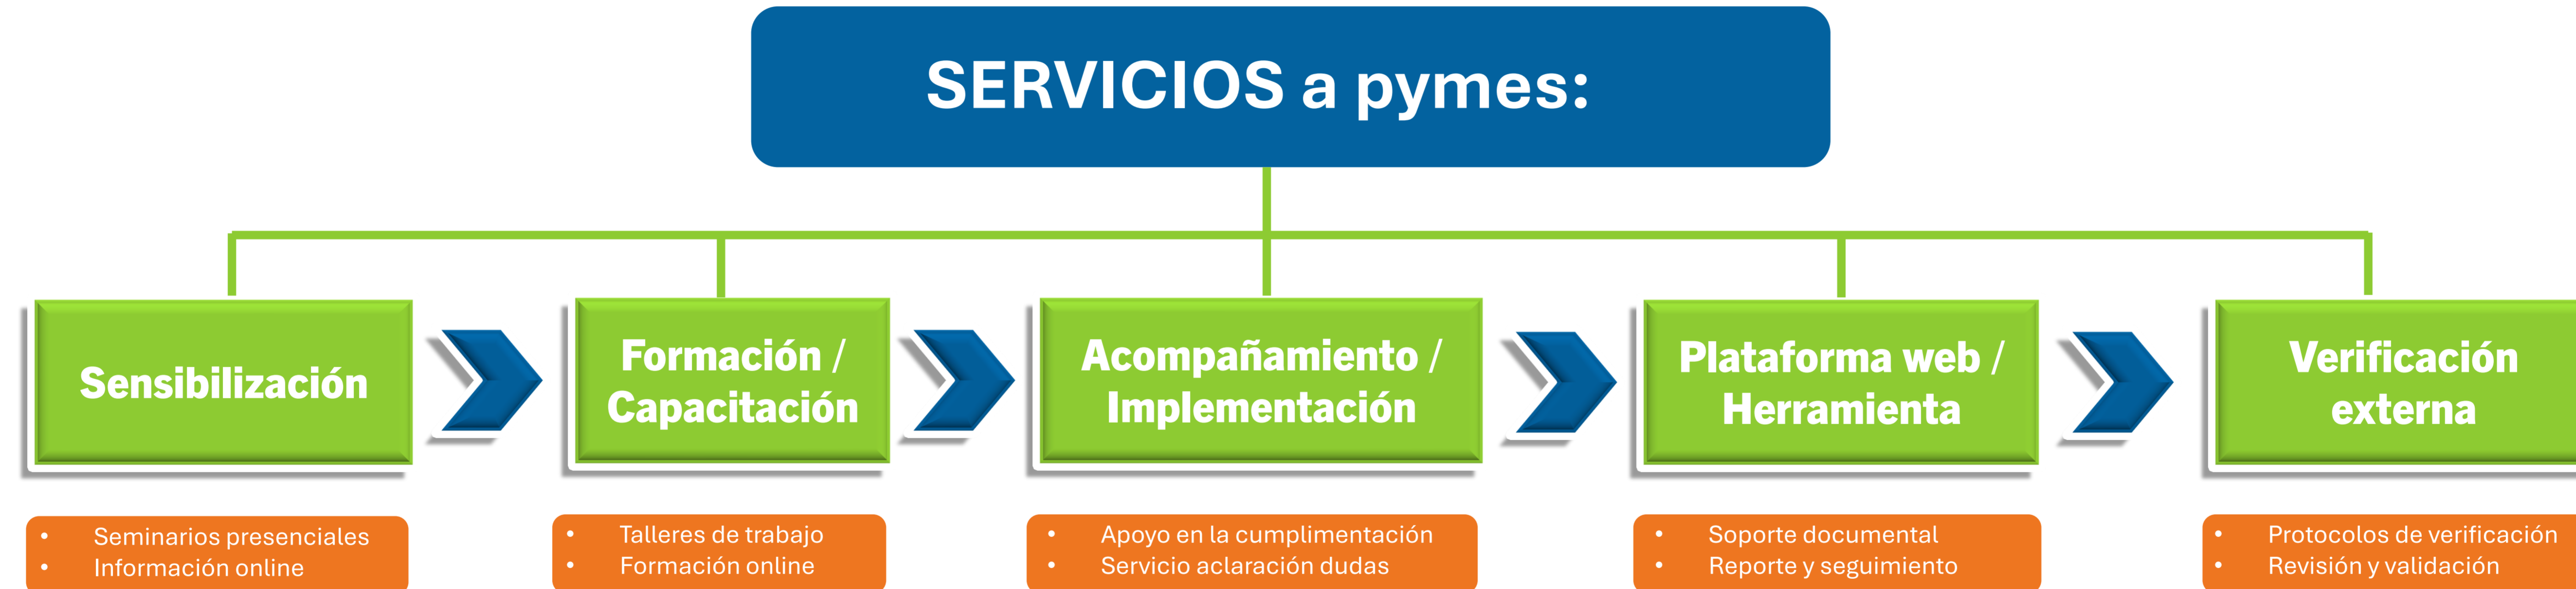 SERVICIOS a pymes:
Sensibilización
Formación /
Capacitación
Acompañamiento /
Implementación
Plataforma web /
Herramienta
Verificación
externa
• Seminarios presenciales
• Información online
• Talleres de trabajo
• Formación online
• Apoyo en la cumplimentación
• Servicio aclaración dudas
• Soporte documental
• Reporte y seguimiento
• Protocolos de verificación
• Revisión y validación